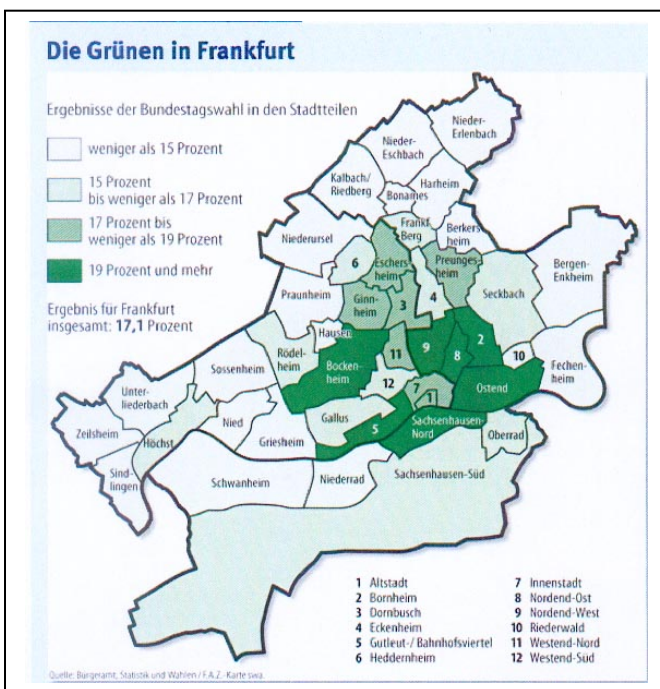 Die Grünen in Frankfurt
Ergebnisse der Bundestagswahl in den Stadtteilen
weniger als 15 Prozent
15 Prozent
bis weniger als 17 Prozent
17 Prozent bis
weniger als 19 Prozent
19 Prozent und mehr
Ergebnis für Frankfurt
insgesamt: 17,1 Prozent
Nieder-
Erlenbach
Nieder-
Eschbach
Kalbach/
Riedberg
Harheim
Bonames
Frankf.
Berg
Berkers
heim
Niederursel
6
Eschers
heim
Preunges
heim
Bergen-
Enkheim
Seckbach
Praunheim
Ginn-
heim
3
4
Hausen
Rödel-
heim
Bocken-
heim
11
9
8
2
10
Fechen-
heim
Sossenheim
12
Ostend
Unter-
liederbach
7
1
Gallus
Sachsenhausen-
Nord
Zeilsheim
Höchst
Nied
Griesheim
5
Oberrad
Sind-
lingen
Schwanheim
Niederrad
Sachsenhausen-Süd
1 Altstadt
2 Bornheim
3 Dornbusch
4 Eckenheim
5 Gutleut-/ Bahnhofsviertel
6 Heddernheim
7 Innenstadt
8 Nordend-Ost
9 Nordend-West
10 Riederwald
11 Westend-Nord
12 Westend-Süd
Quelle: Bürgeramt, Statistik und Wahlen / F.A.Z.-Karte swa.